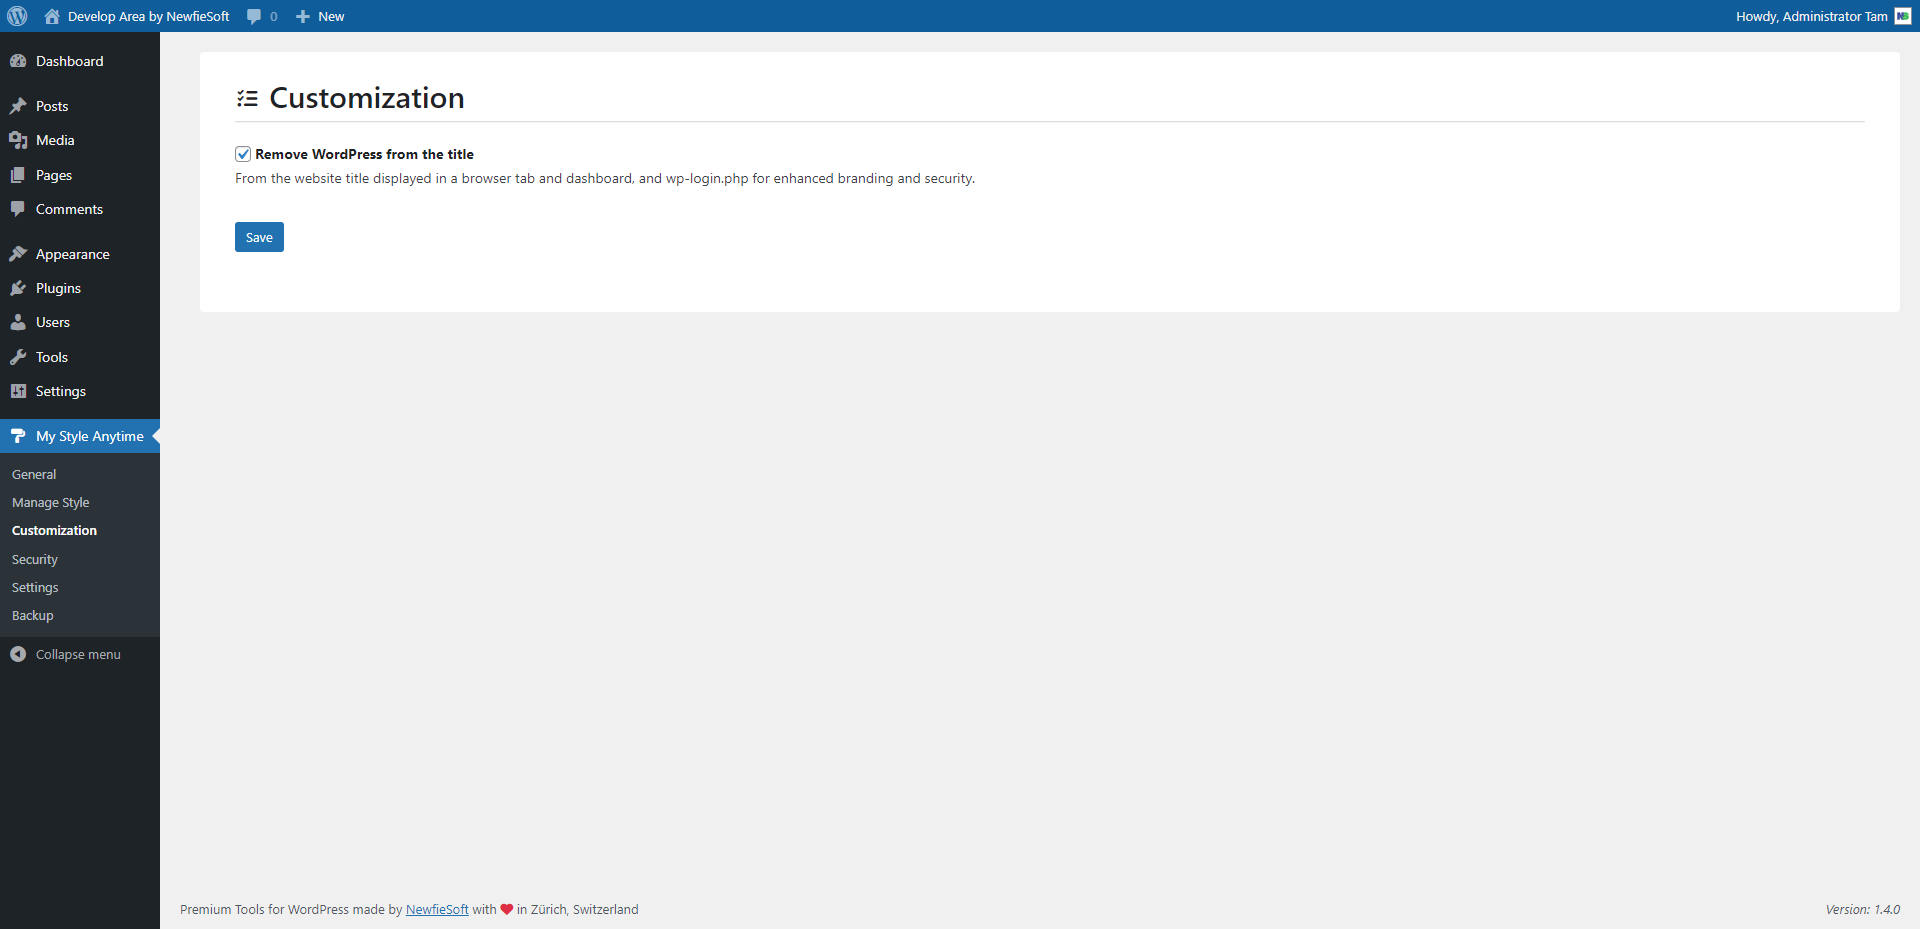 Develop Area by NewfieSoft 0 New Howdy, Administrator Tam
Dashboard
Posts
Media
Pages
Comments
Appearance
Plugins
Users
Tools
Settings
My Style Anytime
General
Manage Style
Customization
Security
Settings
Backup
Collapse menu
Customization
Remove WordPress from the title
From the website title displayed in a browser tab and dashboard, and wp-login.php for enhanced branding and security.
Save
Premium Tools for WordPress made by NewfieSoft with ❤ in Zürich, Switzerland
Version: 1.4.0